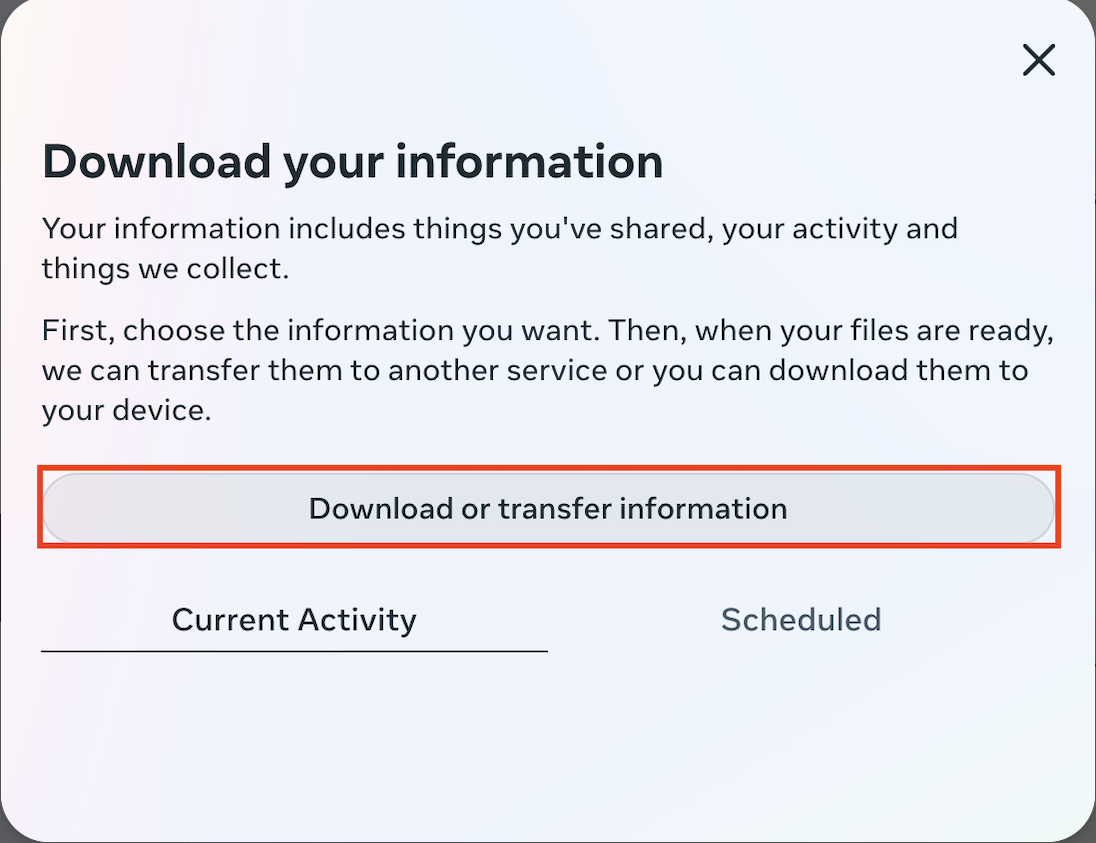 Download your information
Your information includes things you've shared, your activity and
things we collect.
First, choose the information you want. Then, when your files are ready,
we can transfer them to another service or you can download them to
your device.
Download or transfer information
Current Activity
Scheduled